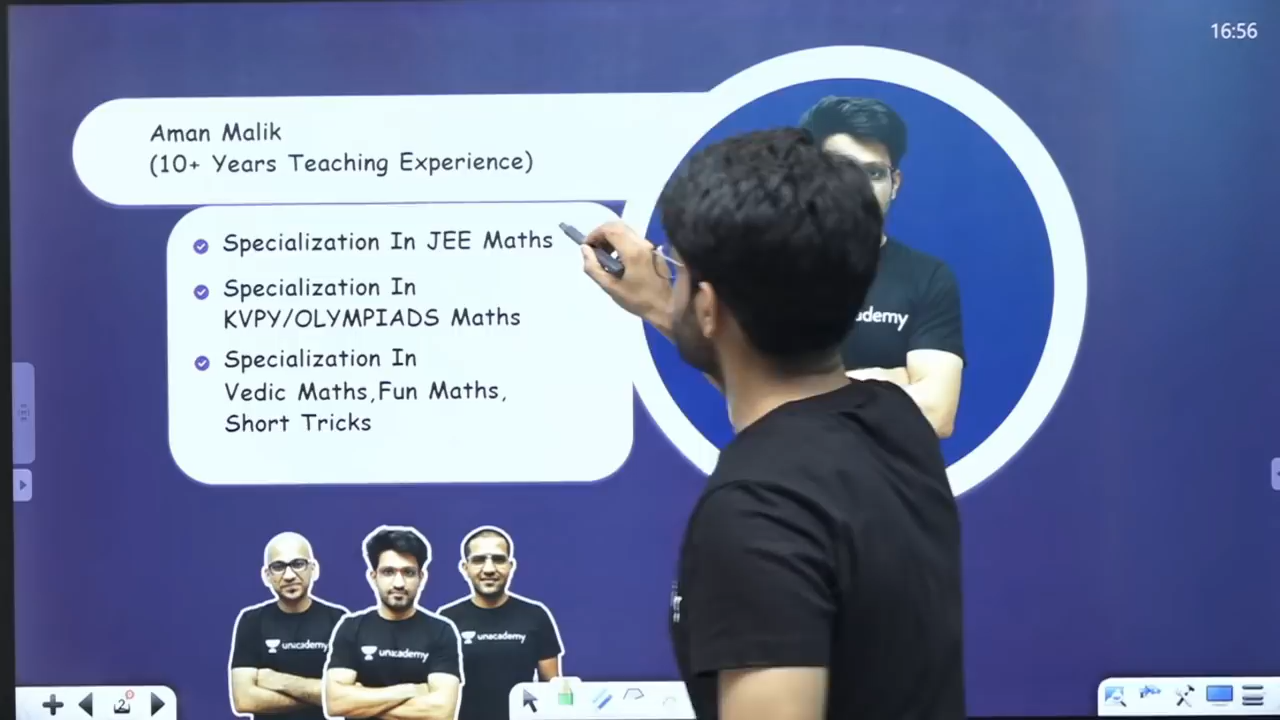 16:56
Aman Malik
(10+ Years Teaching Experience)
Specialization In JEE Maths
Specialization In
KVPY/OLYMPIADS Maths
Specialization In
Vedic Maths,Fun Maths,
Short Tricks
unacademy
unacademy
unacademy
2